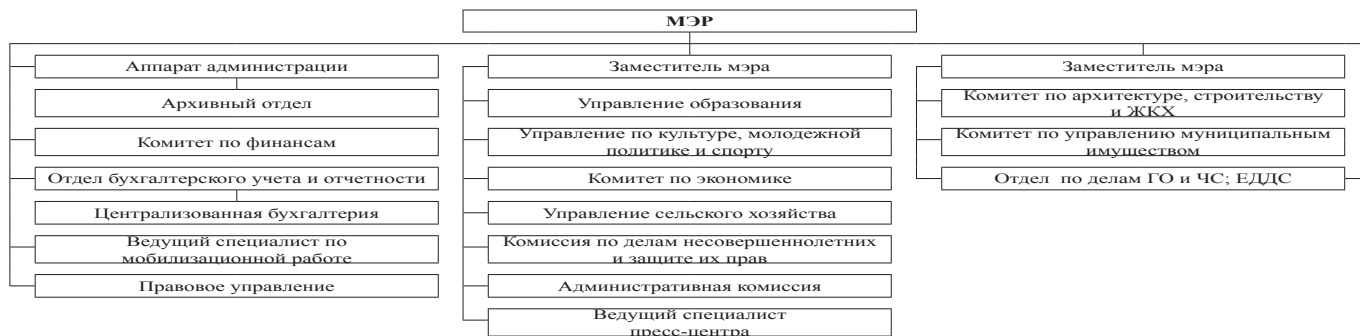 МЭР
Аппарат администрации
Архивный отдел
Комитет по финансам
Отдел бухгалтерского учета и отчетности
Централизованная бухгалтерия
Ведущий специалист по
мобилизационной работе
Правовое управление
Заместитель мэра
Управление образования
Управление по культуре, молодежной
политике и спорту
Комитет по экономике
Управление сельского хозяйства
Комиссия по делам несовершеннолетних
и защите их прав
Административная комиссия
Ведущий специалист
пресс-центра
Заместитель мэра
Комитет по архитектуре, строительству
и ЖКХ
Комитет по управлению муниципальным
имуществом
Отдел по делам ГО и ЧС; ЕДДС